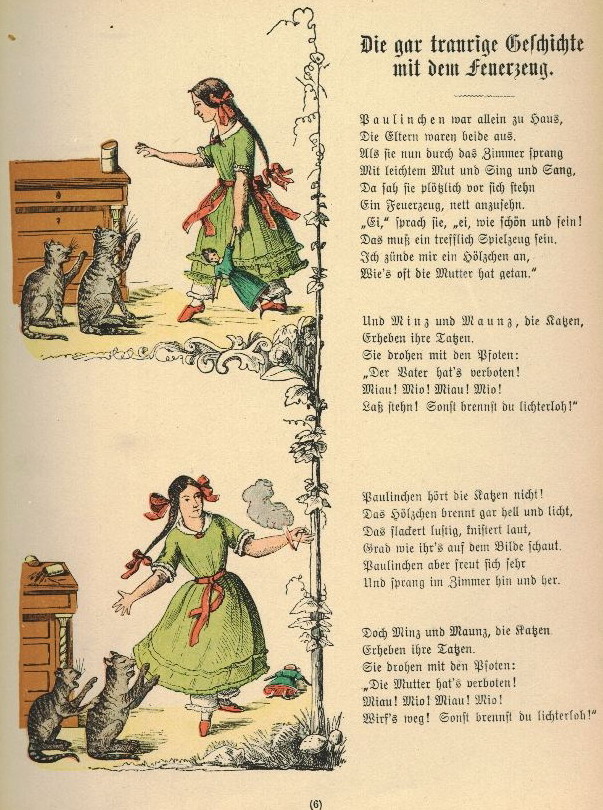 Die gar traurige Geschichte
mit dem Feuerzeug.
Paulinchen war allein zu Haus,
Die Eltern waren beide aus.
Als sie nun durch das Zimmer sprang
Mit leichtem Mut und Sing und Sang,
Da sah sie plötzlich vor sich stehn
Ein Feuerzeug, nett anzusehn.
„Ei,“ sprach sie, „ei, wie schön und fein!
Das muß ein trefflich Spielzeug sein.
Ich zünde mir ein Hölzchen an,
Wie's oft die Mutter hat getan.“
Und Minz und Maunz, die Katzen,
Erheben ihre Tatzen.
Sie drohen mit den Pfoten:
„Der Vater hat's verboten!
Miau! Mio! Miau! Mio!
Laß stehn! Sonst brennst du lichterloh!“
Paulinchen hört die Katzen nicht!
Das Hölzchen brennt gar hell und licht,
Das flackert lustig, knistert laut,
Grad wie ihr's auf dem Bilde schaut.
Paulinchen aber freut sich sehr
Und sprang im Zimmer hin und her.
Doch Minz und Maunz, die Katzen
Erheben ihre Tatzen.
Sie drohen mit den Pfoten:
„Die Mutter hat's verboten!
Miau! Mio! Miau! Mio!
Wirf's weg! Sonst brennst du lichterloh!“
(6)